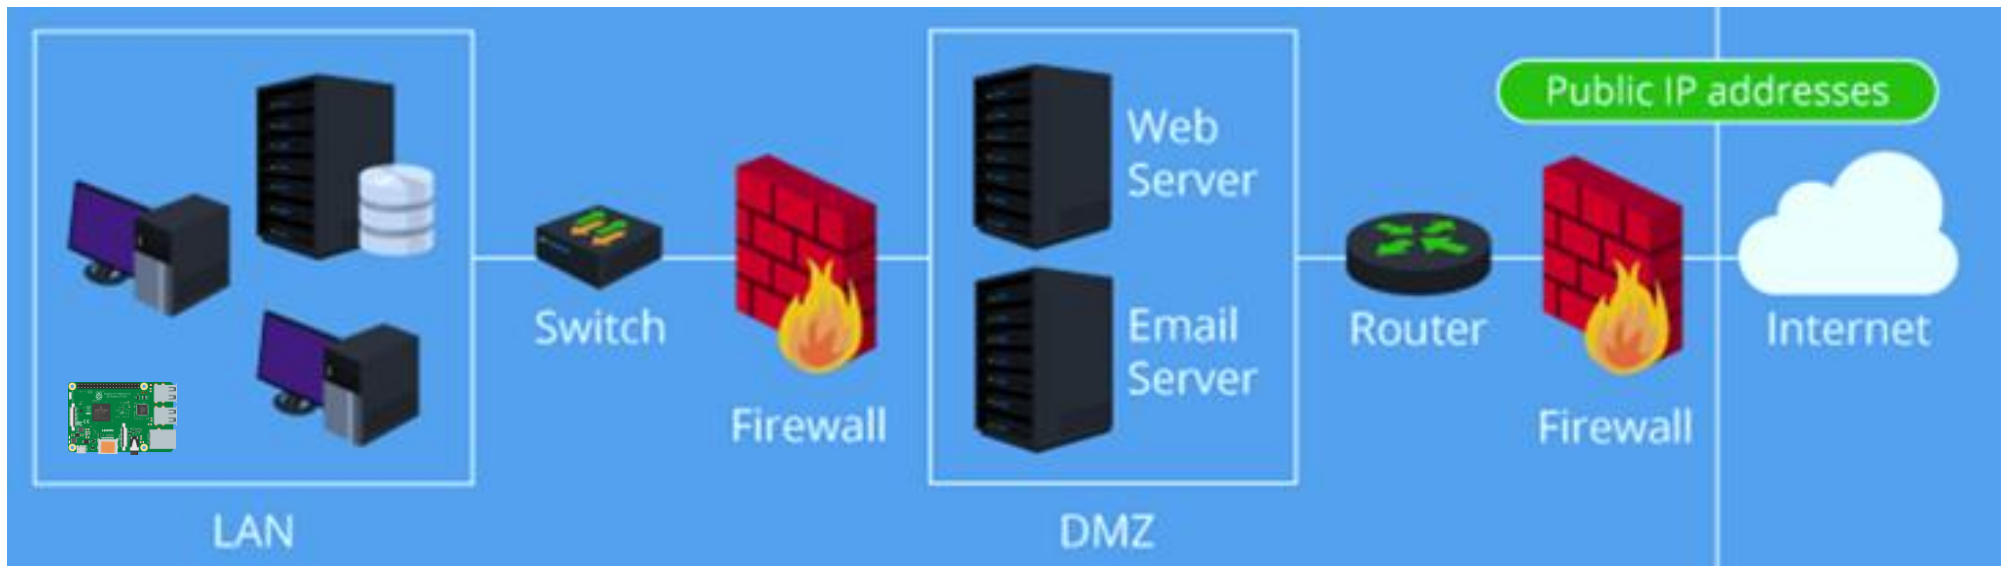 Public IP addresses
Web
Server
Switch
Email
Server
Router
Internet
Firewall
Firewall
LAN
DMZ